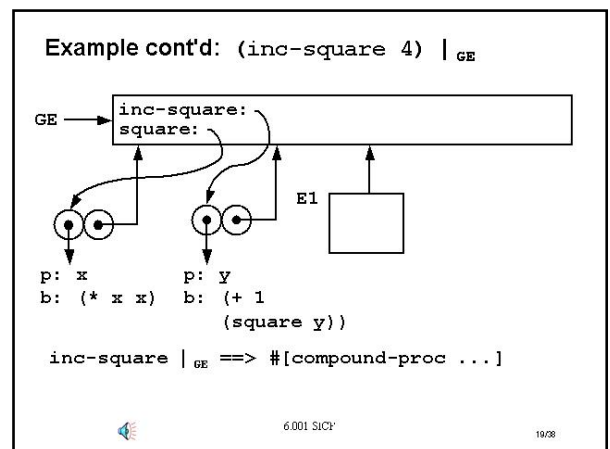 Example cont'd: (inc-square 4) | GE
GE
inc-square:
square:
E1
p: x
b: (* x x)
p: y
b: (+ 1
(square y))
inc-square | GE ==> #[compound-proc ...]
6.001 SICP
19/38